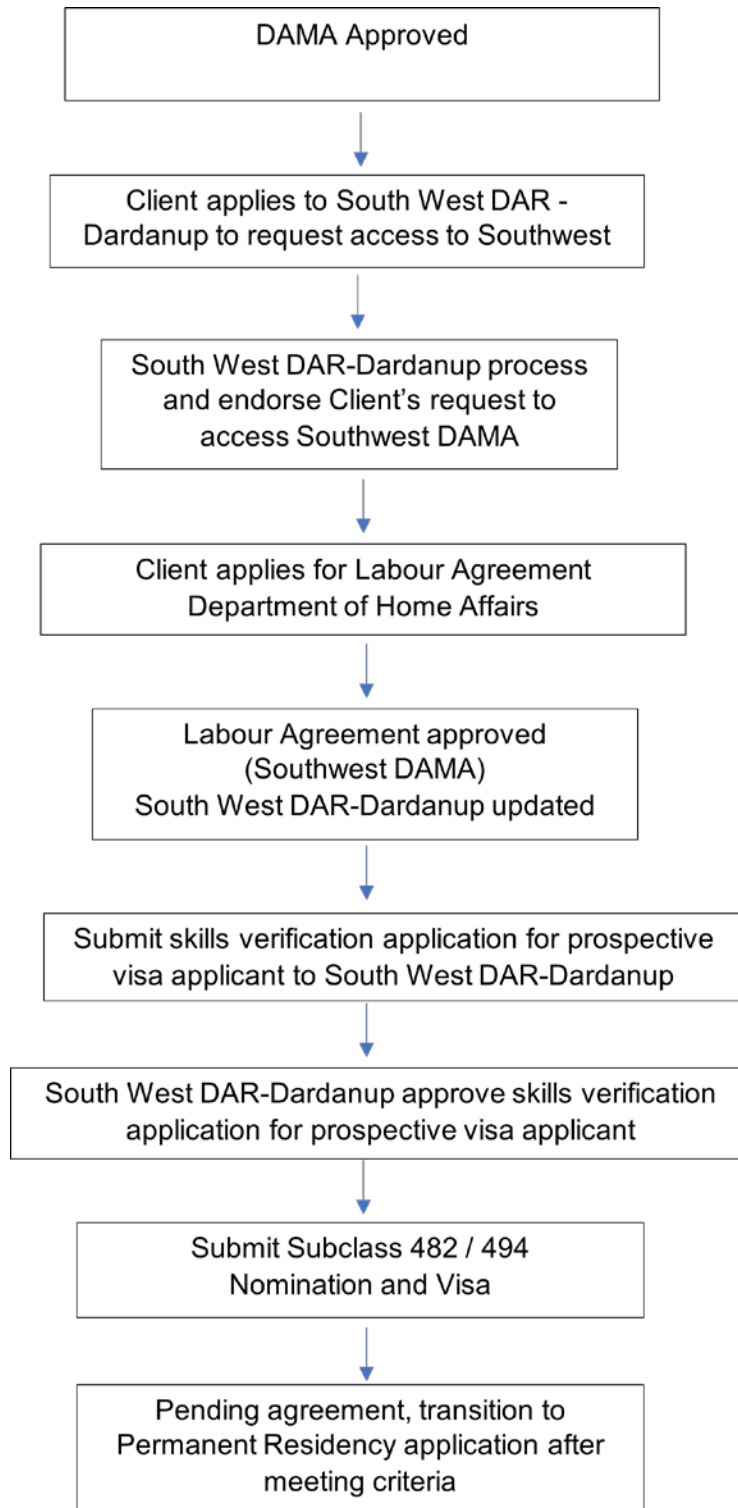 DAMA Approved
Client applies to South West DAR -
Dardanup to request access to Southwest
South West DAR-Dardanup process
and endorse Client’s request to
access Southwest DAMA
Client applies for Labour Agreement
Department of Home Affairs
Labour Agreement approved
(Southwest DAMA)
South West DAR-Dardanup updated
Submit skills verification application for prospective
visa applicant to South West DAR-Dardanup
South West DAR-Dardanup approve skills verification
application for prospective visa applicant
Submit Subclass 482 / 494
Nomination and Visa
Pending agreement, transition to
Permanent Residency application after
meeting criteria